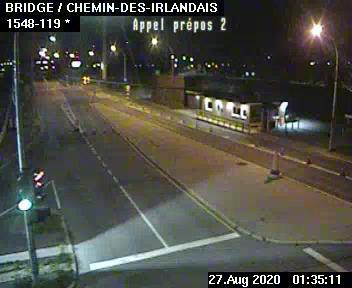 BRIDGE / CHEMIN-DES-IRLANDAIS
1548-119 *
Appel prépos 2
27.Aug 2020 01:35:11